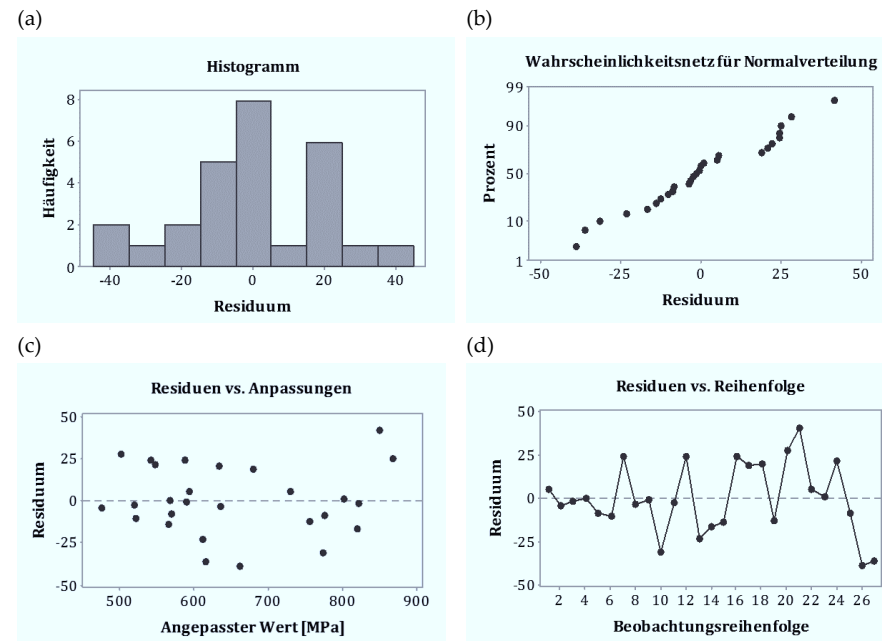 (a)
Histogramm
8
6
4
2
0
Häufigkeit
-40 -20 0 20 40
Residuum
(b)
Wahrscheinlichkeitsnetz für Normalverteilung
99
90
50
10
1
Prozent
-50 -25 0 25 50
Residuum
(c)
Residuen vs. Anpassungen
50
25
0
-25
-50
Residuum
500 600 700 800 900
Angepasster Wert [MPa]
(d)
Residuen vs. Reihenfolge
50
25
0
-25
-50
Residuum
2 4 6 8 10 12 14 16 18 20 22 24 26
Beobachtungsreihenfolge